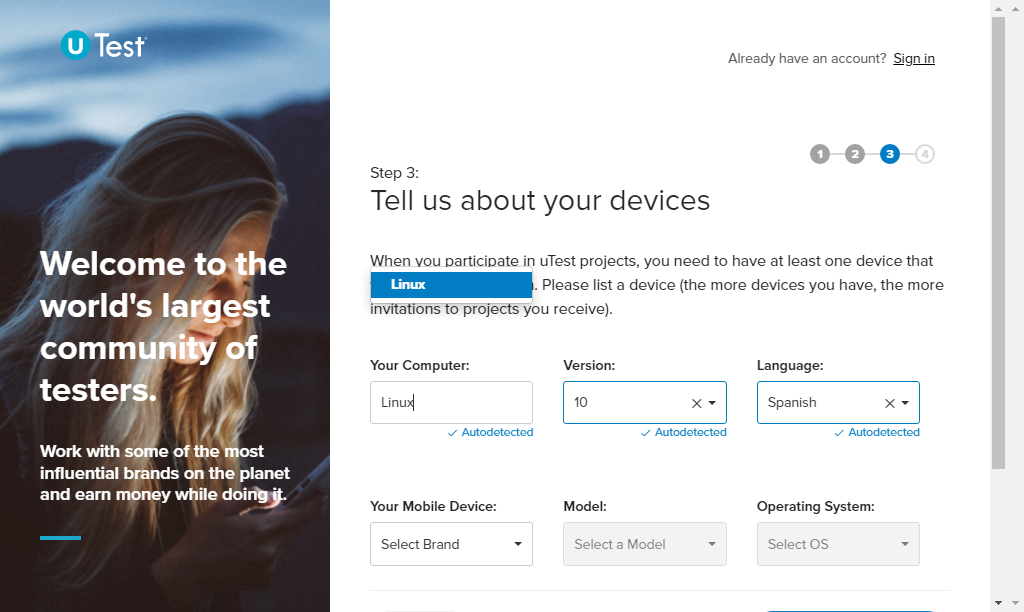 U Test
Already have an account? Sign in
1 2 3 4
Step 3:
Tell us about your devices
Welcome to the
world's largest
community of
testers.
Work with some of the most
influential brands on the planet
and earn money while doing it.
When you participate in uTest projects, you need to have at least one device that
Linux
. Please list a device (the more devices you have, the more
invitations to projects you receive).
Your Computer: Version: Language:
Linux 10 Spanish
Autodetected Autodetected Autodetected
Your Mobile Device: Model: Operating System:
Select Brand Select a Model Select OS